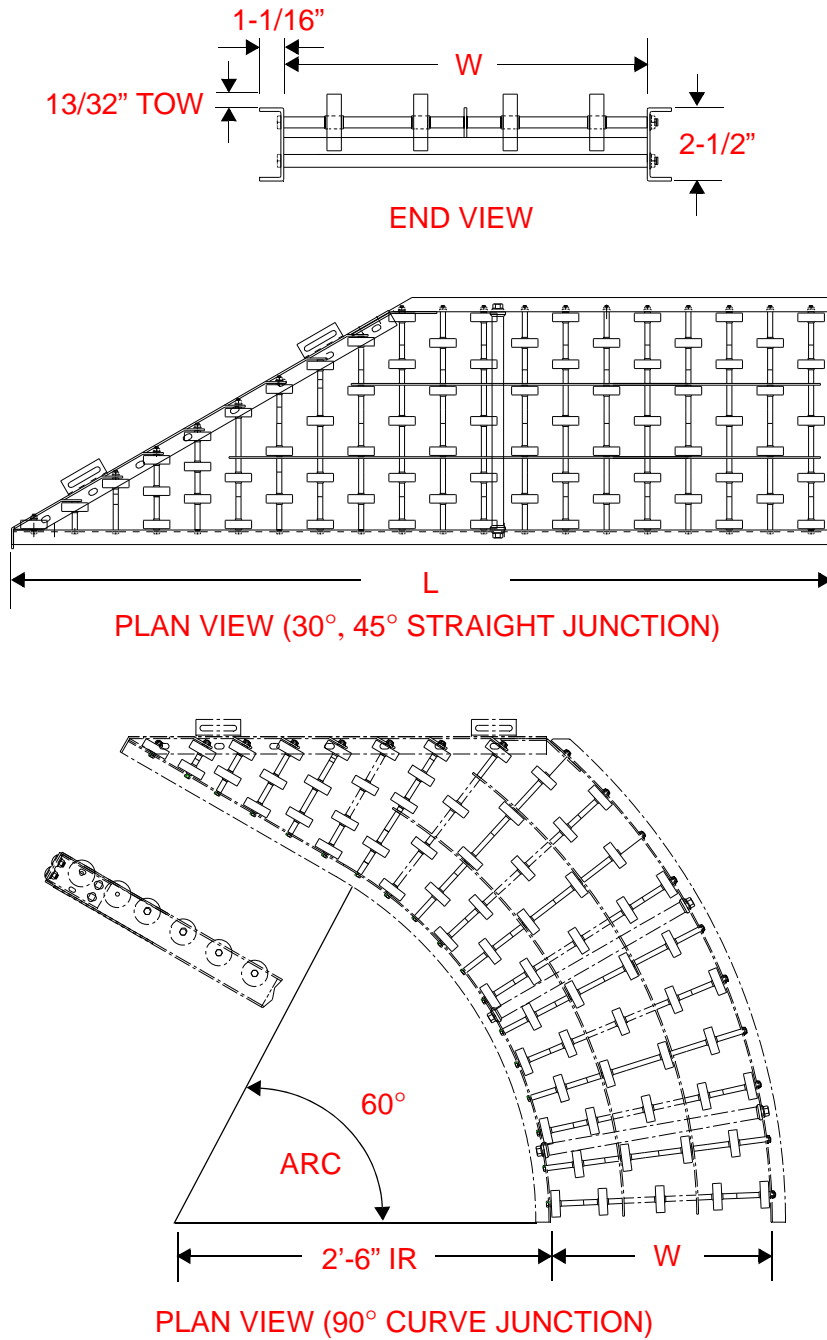 1-1/16”
W
13/32” TOW
2-1/2”
END VIEW
L
PLAN VIEW (30°, 45° STRAIGHT JUNCTION)
60°
ARC
2’-6” IR
W
PLAN VIEW (90° CURVE JUNCTION)